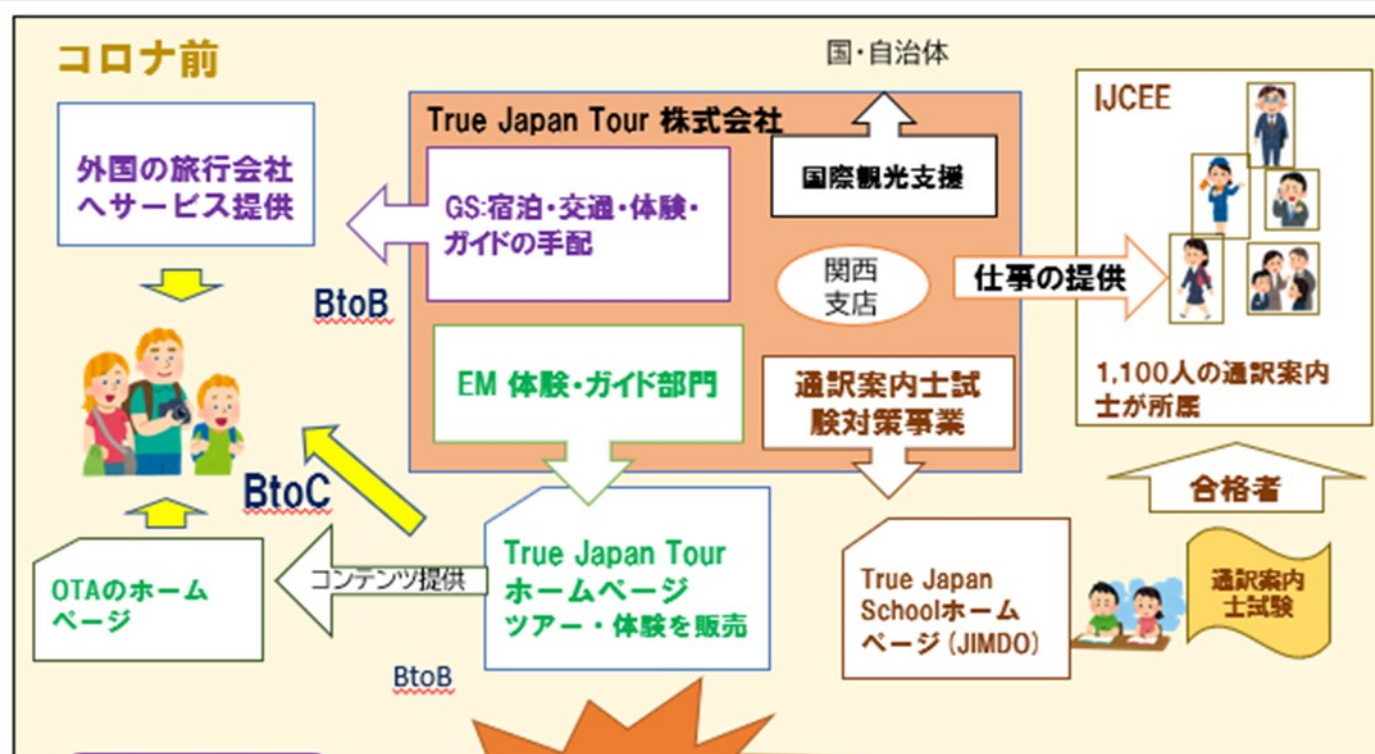 コロナ前
国・自治体
外国の旅行会社
へサービス提供
True Japan Tour 株式会社
GS:宿泊・交通・体験・
ガイドの手配
国際観光支援
IJCEE
関西
支店
仕事の提供
BtoB
EM 体験・ガイド部門
通訳案内士試
験対策事業
1,100人の通訳案内
士が所属
合格者
BtoC
True Japan Tour
ホームページ
ツアー・体験を販売
コンテンツ提供
OTAのホーム
ページ
True Japan
Schoolホーム
ページ(JIMDO)
通訳案内
士試験
BtoB